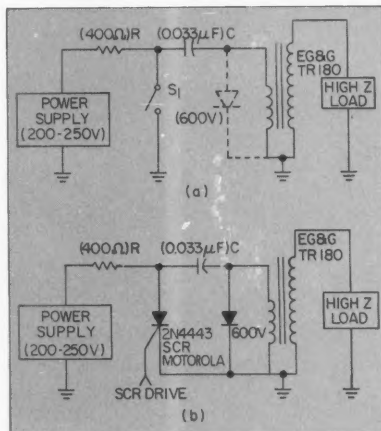 (400Ω)R
(0.033μF)C
S1
(600V)
EG&G
TR180
HIGH Z
LOAD
POWER
SUPPLY
(200-250V)
(a)
(400Ω)R
(0.033μF)C
EG&G
TR180
HIGH Z
LOAD
POWER
SUPPLY
(200-250V)
2N4443
SCR
MOTOROLA
600V
SCR DRIVE
(b)